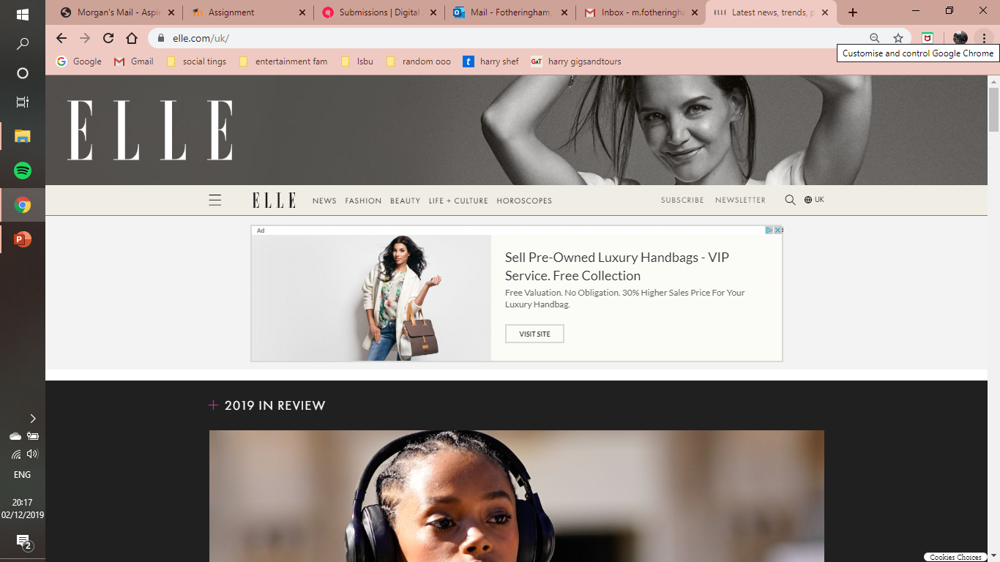 Morgan's Mail - Aspi
Assignment
Submissions | Digital
Mail - Fotheringham,
Inbox - m.fotheringha
ELLE Latest news, trends, p
elle.com/uk/
Customise and control Google Chrome
Google
Gmail
social tings
entertainment fam
lsbu
random ooo
t harry shef
GAT harry gigsandtours
ELLE
ELLE NEWS FASHION BEAUTY LIFE + CULTURE HOROSCOPES SUBSCRIBE NEWSLETTER UK
Ad
Sell Pre-Owned Luxury Handbags - VIP
Service. Free Collection
Free Valuation. No Obligation. 30% Higher Sales Price For Your
Luxury Handbag.
VISIT SITE
+ 2019 IN REVIEW
ENG
20:17
02/12/2019
2
Cookies Choices